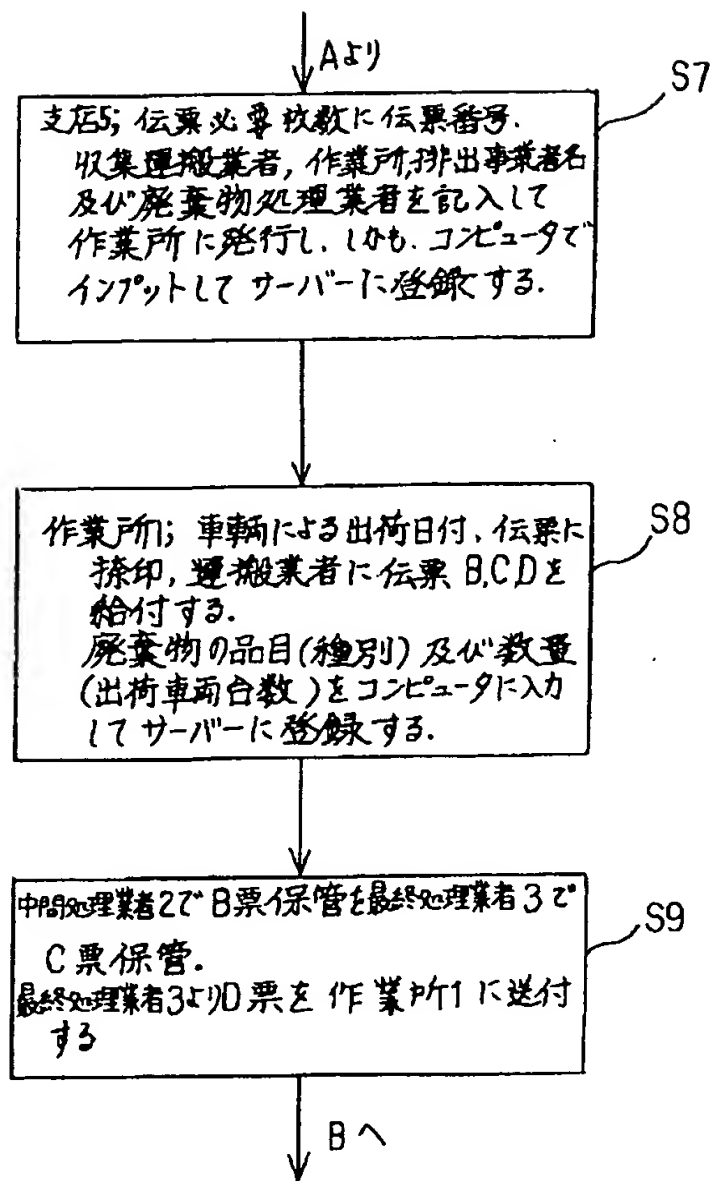 Aより
S7
支店5; 伝票必要枚数に伝票番号.
収集運搬業者, 作業所,排出事業者名
及び廃棄物処理業者を記入して
作業所に発行し, しかも, コンピュータで
インプットして サーバーに登録する.
S8
作業所1; 車輌による出荷日付、伝票に
捺印, 運搬業者に伝票 B,C,Dを
給付する.
廃棄物の品目(種別) 及び数量
(出荷車両台数)をコンピュータに入力
して サーバーに登録する.
S9
中間処理業者2で B票保管を最終処理業者3で
C票保管.
最終処理業者3よりD票を 作業所1に送付
する
Bへ